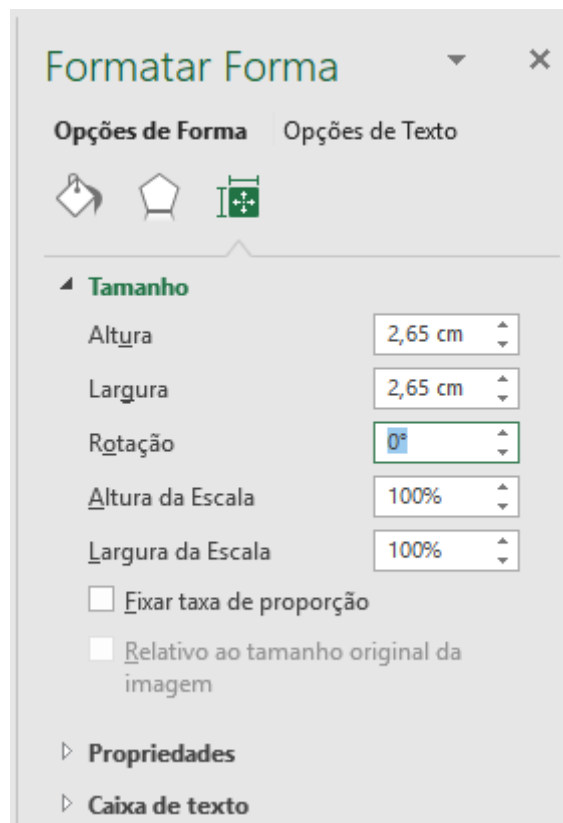 Formatar Forma
Opções de Forma Opções de Texto
Tamanho
Altura 2,65 cm
Largura 2,65 cm
Rotação 0°
Altura da Escala 100%
Largura da Escala 100%
Fixar taxa de proporção
Relativo ao tamanho original da
imagem
Propriedades
Caixa de texto